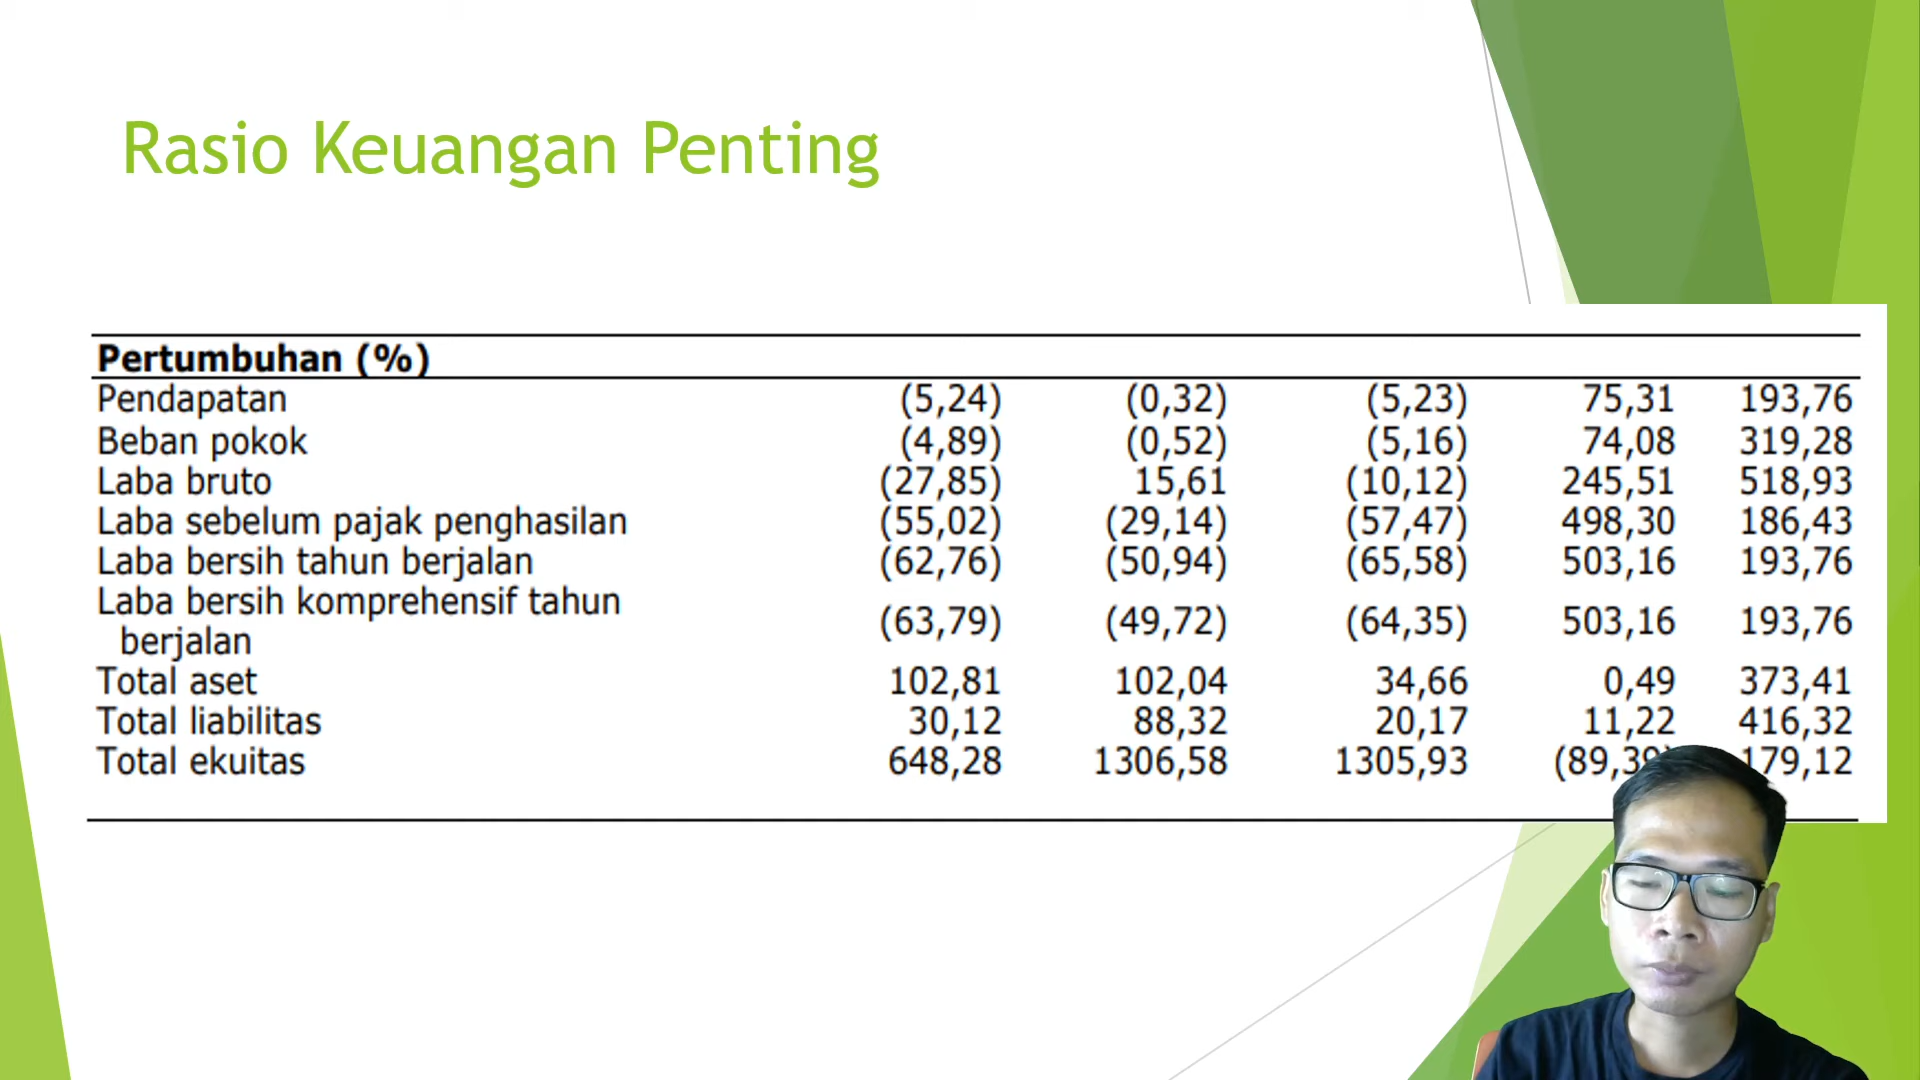 Rasio Keuangan Penting
Pertumbuhan (%)
Pendapatan (5,24) (0,32) (5,23) 75,31 193,76
Beban pokok (4,89) (0,52) (5,16) 74,08 319,28
Laba bruto (27,85) 15,61 (10,12) 245,51 518,93
Laba sebelum pajak penghasilan (55,02) (29,14) (57,47) 498,30 186,43
Laba bersih tahun berjalan (62,76) (50,94) (65,58) 503,16 193,76
Laba bersih komprehensif tahun
berjalan (63,79) (49,72) (64,35) 503,16 193,76
Total aset 102,81 102,04 34,66 0,49 373,41
Total liabilitas 30,12 88,32 20,17 11,22 416,32
Total ekuitas 648,28 1306,58 1305,93